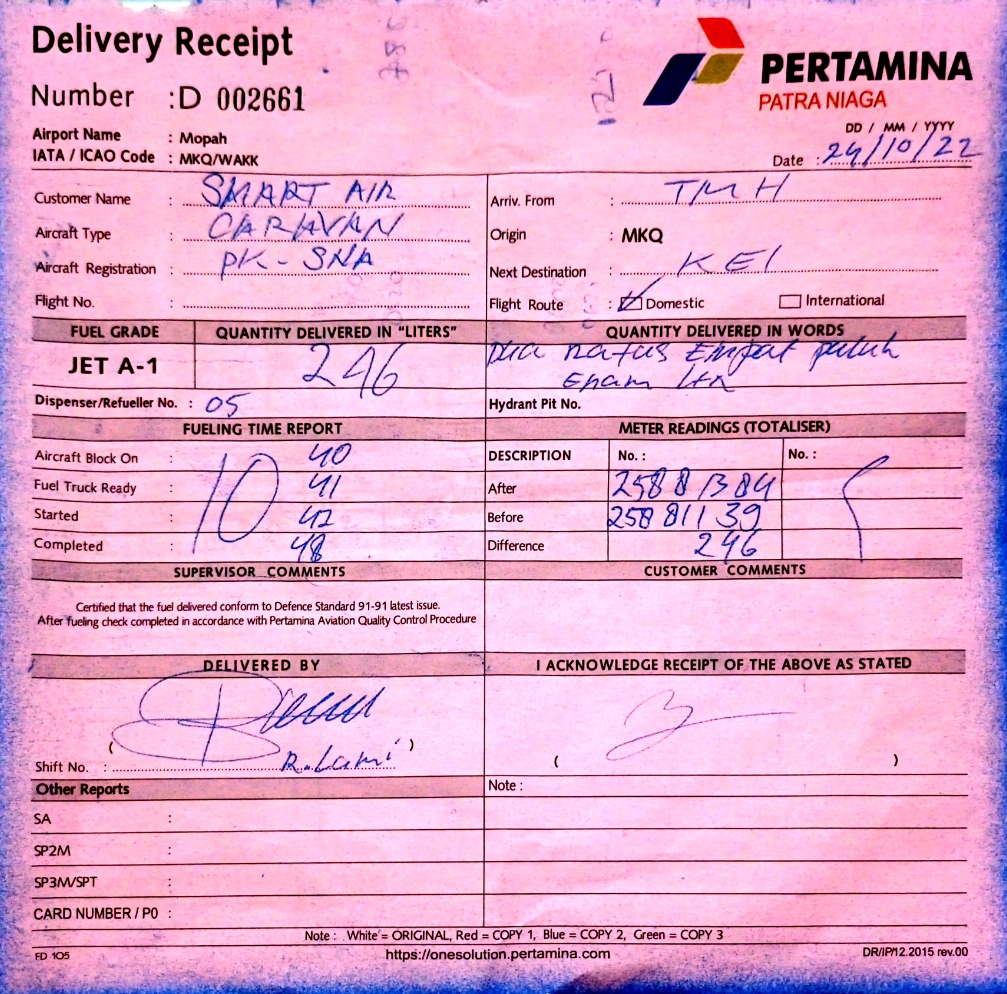 Delivery Receipt
Number : D 002661
PERTAMINA
PATRA NIAGA
Airport Name : Mopah
IATA / ICAO Code : MKQ/WAKK
DD / MM / YYYY
Date : 24/10/22
Customer Name : SMART AIR
Aircraft Type : CARAVAN
Aircraft Registration : PK - SNA
Flight No. :
Arriv. From : TMH
Origin : MKQ
Next Destination : KEI
Flight Route : Domestic International
FUEL GRADE QUANTITY DELIVERED IN "LITERS" QUANTITY DELIVERED IN WORDS
JET A-1 246 Dua ratus Empat puluh
Enam Ltr
Dispenser/Refueller No. : 05 Hydrant Pit No.
FUELING TIME REPORT
Aircraft Block On : 10 40
Fuel Truck Ready : 41
Started : 42
Completed : 48
METER READINGS (TOTALISER)
DESCRIPTION No. : No. :
After
Before 25881139
Difference 246
SUPERVISOR COMMENTS
Certified that the fuel delivered conform to Defence Standard 91-91 latest issue.
After fueling check completed in accordance with Pertamina Aviation Quality Control Procedure
CUSTOMER COMMENTS
DELIVERED BY
( )
Shift No. : R. Lami
I ACKNOWLEDGE RECEIPT OF THE ABOVE AS STATED
( )
Other Reports
SA :
SP2M :
SP3M/SPT :
CARD NUMBER / P0 :
Note :
Note : White = ORIGINAL, Red = COPY 1, Blue = COPY 2, Green = COPY 3
FD 105 https://onesolution.pertamina.com DR/IP/12.2015 rev.00